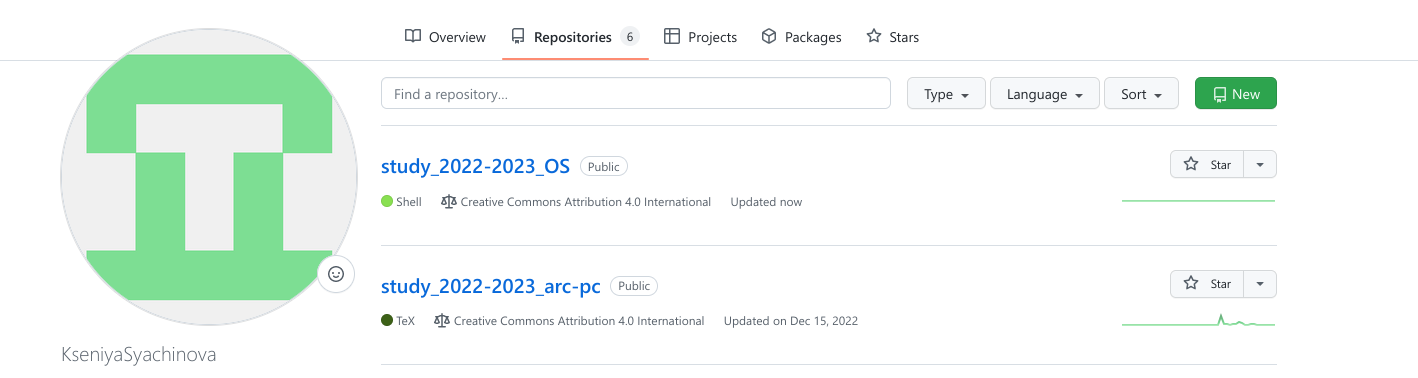 Overview Repositories 6 Projects Packages Stars
Find a repository... Type Language Sort New
study_2022-2023_OS Public Star
Shell Creative Commons Attribution 4.0 International Updated now
study_2022-2023_arc-pc Public Star
TeX Creative Commons Attribution 4.0 International Updated on Dec 15, 2022
KseniyaSyachinova